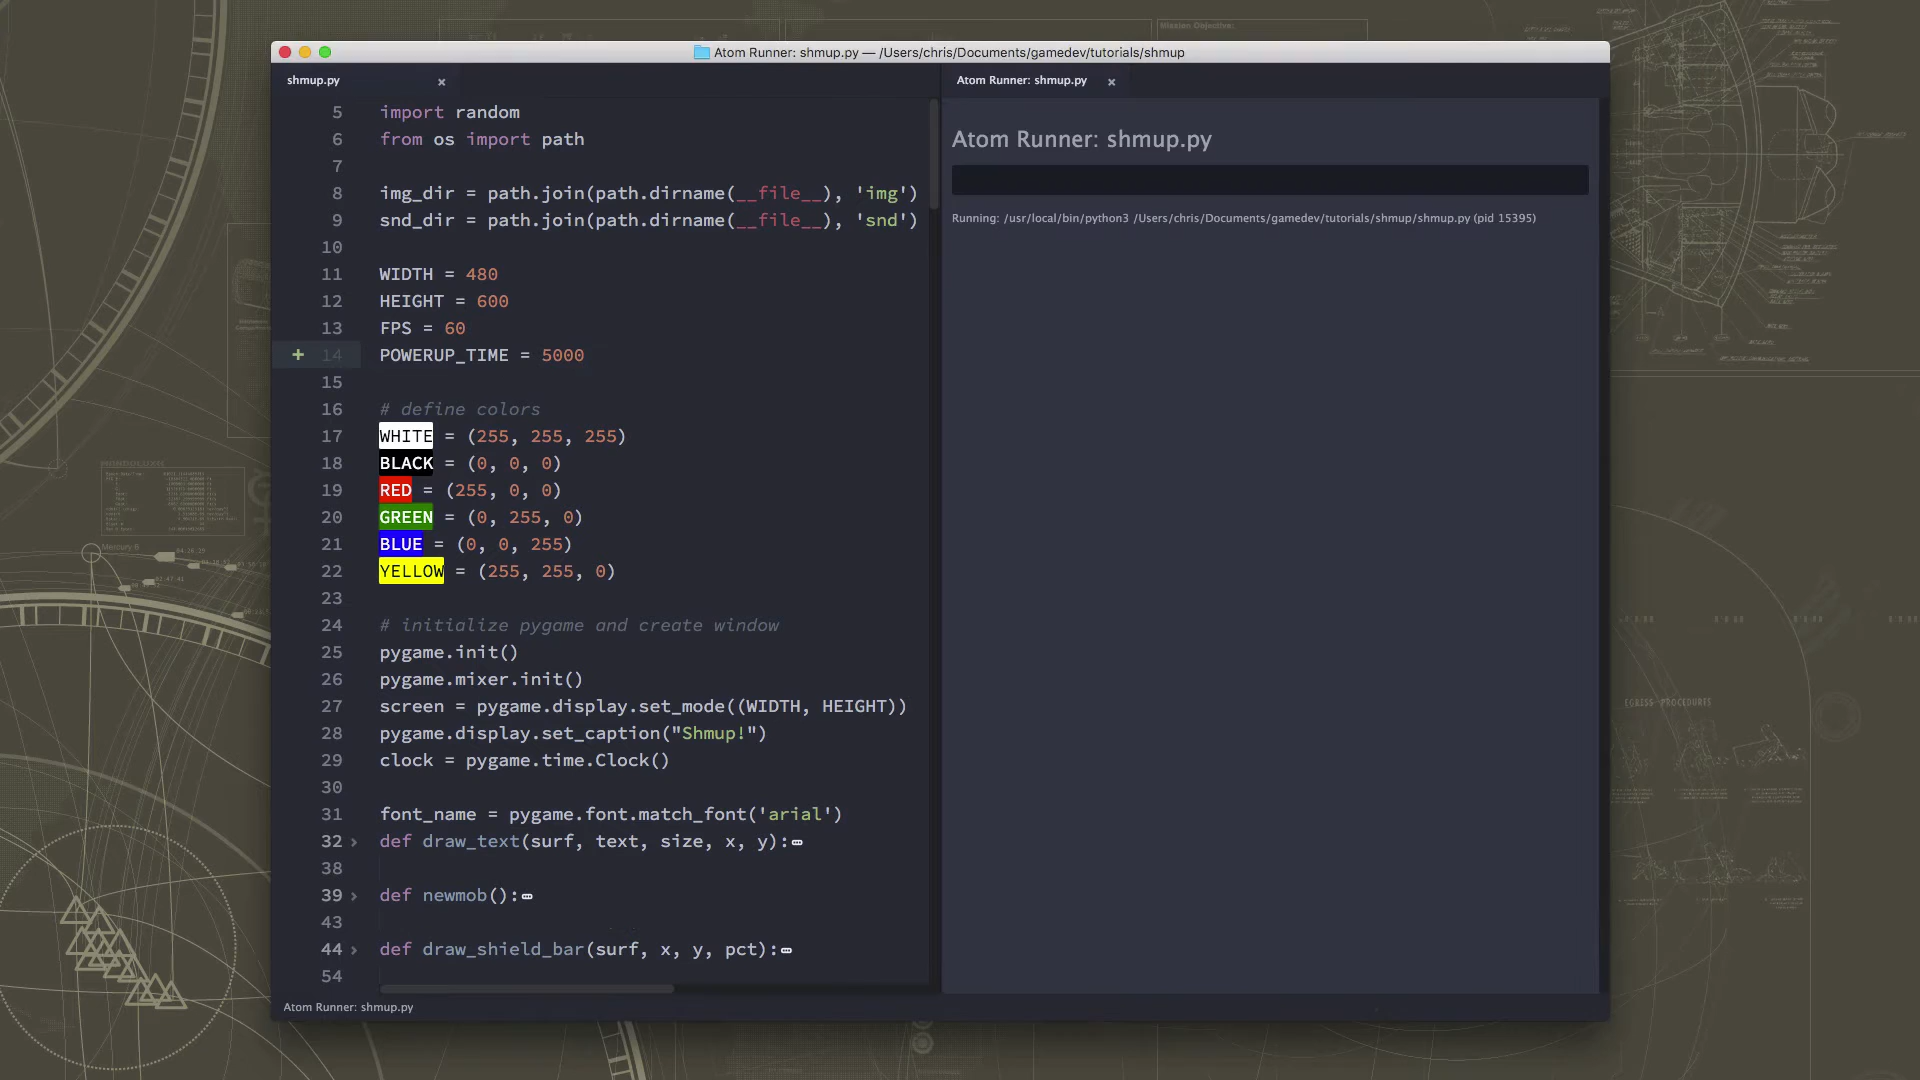 Mission Objective:
Atom Runner: shmup.py — /Users/chris/Documents/gamedev/tutorials/shmup
shmup.py ×
Atom Runner: shmup.py ×
5 import random
6 from os import path
7
8 img_dir = path.join(path.dirname(__file__), 'img')
9 snd_dir = path.join(path.dirname(__file__), 'snd')
10
11 WIDTH = 480
12 HEIGHT = 600
13 FPS = 60
+ 14 POWERUP_TIME = 5000
15
16 # define colors
17 WHITE = (255, 255, 255)
18 BLACK = (0, 0, 0)
19 RED = (255, 0, 0)
20 GREEN = (0, 255, 0)
21 BLUE = (0, 0, 255)
22 YELLOW = (255, 255, 0)
23
24 # initialize pygame and create window
25 pygame.init()
26 pygame.mixer.init()
27 screen = pygame.display.set_mode((WIDTH, HEIGHT))
28 pygame.display.set_caption("Shmup!")
29 clock = pygame.time.Clock()
30
31 font_name = pygame.font.match_font('arial')
32 def draw_text(surf, text, size, x, y):
38
39 def newmob():
43
44 def draw_shield_bar(surf, x, y, pct):
54
Atom Runner: shmup.py
Running: /usr/local/bin/python3 /Users/chris/Documents/gamedev/tutorials/shmup/shmup.py (pid 15395)
Atom Runner: shmup.py
Mercury 6
EGRESS PROCEDURES